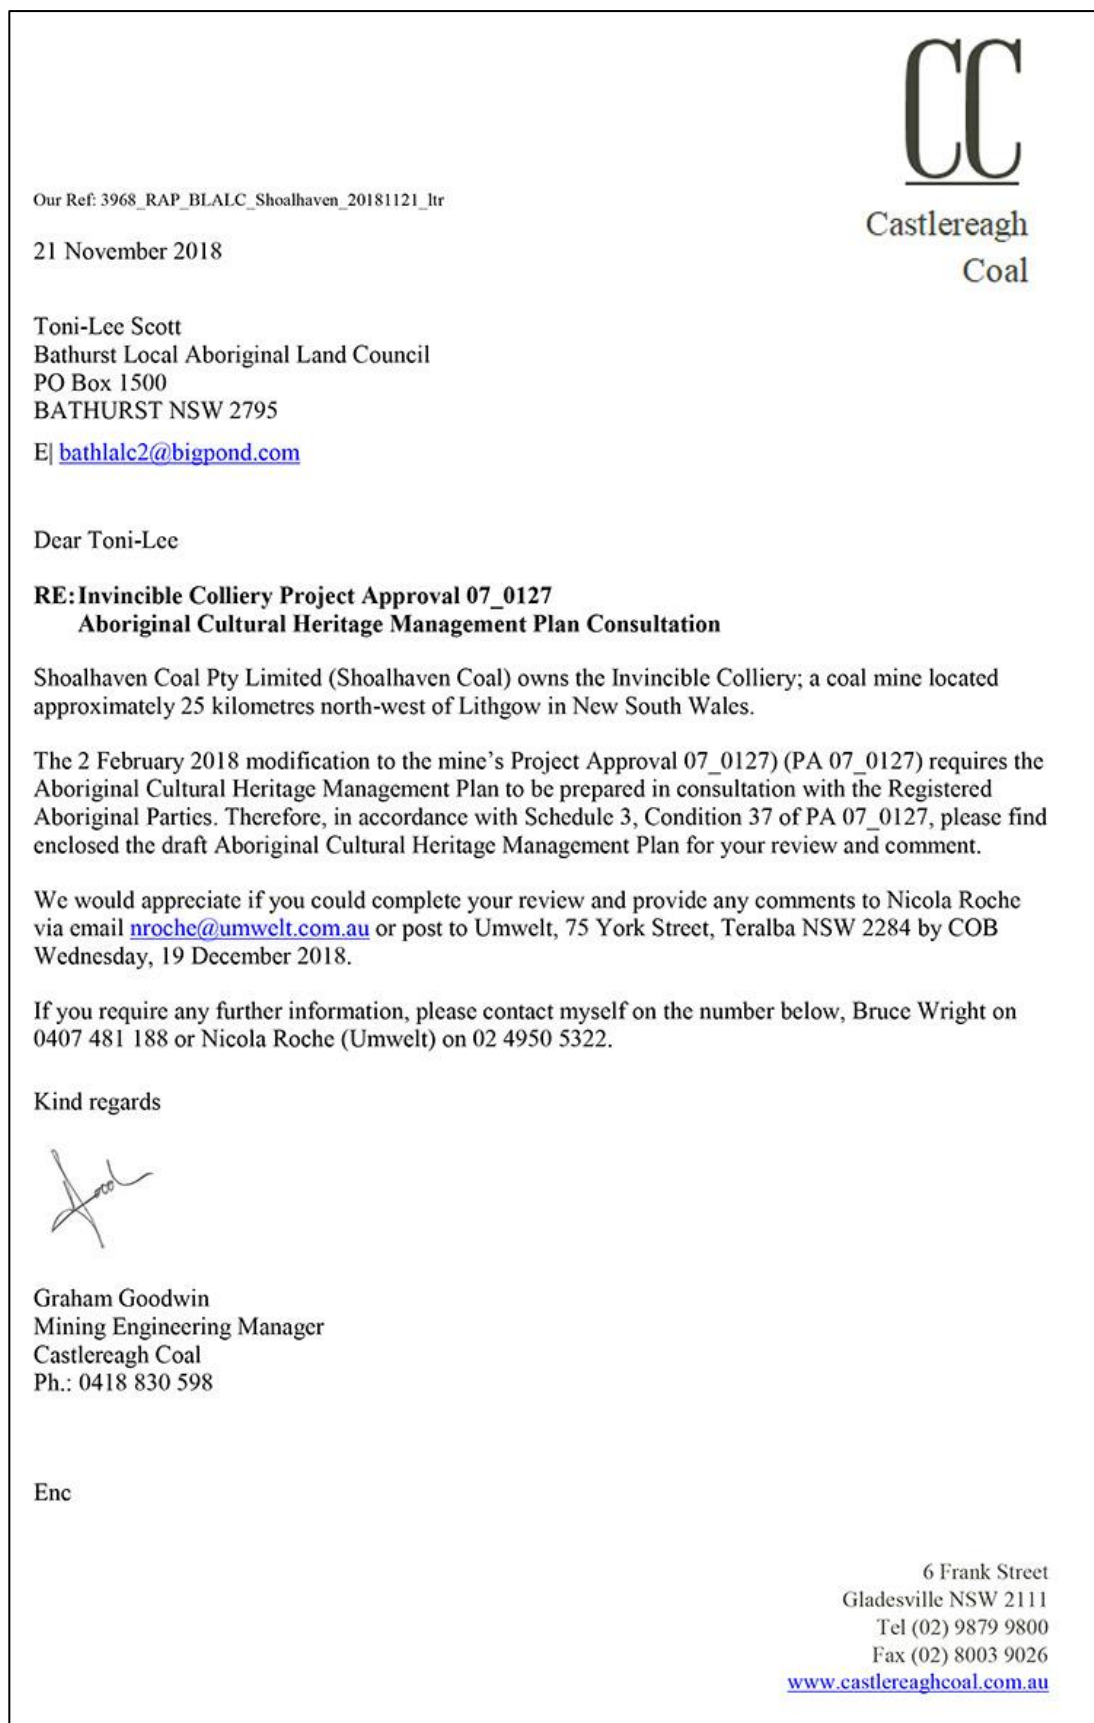 CC
Castlereagh
Coal
Our Ref: 3968_RAP_BLALC_Shoalhaven_20181121_ltr
21 November 2018
Toni-Lee Scott
Bathurst Local Aboriginal Land Council
PO Box 1500
BATHURST NSW 2795
E| bathlalc2@bigpond.com
Dear Toni-Lee
RE: Invincible Colliery Project Approval 07_0127
Aboriginal Cultural Heritage Management Plan Consultation
Shoalhaven Coal Pty Limited (Shoalhaven Coal) owns the Invincible Colliery; a coal mine located
approximately 25 kilometres north-west of Lithgow in New South Wales.
The 2 February 2018 modification to the mine’s Project Approval 07_0127) (PA 07_0127) requires the
Aboriginal Cultural Heritage Management Plan to be prepared in consultation with the Registered
Aboriginal Parties. Therefore, in accordance with Schedule 3, Condition 37 of PA 07_0127, please find
enclosed the draft Aboriginal Cultural Heritage Management Plan for your review and comment.
We would appreciate if you could complete your review and provide any comments to Nicola Roche
via email nroche@umwelt.com.au or post to Umwelt, 75 York Street, Teralba NSW 2284 by COB
Wednesday, 19 December 2018.
If you require any further information, please contact myself on the number below, Bruce Wright on
0407 481 188 or Nicola Roche (Umwelt) on 02 4950 5322.
Kind regards
Graham Goodwin
Mining Engineering Manager
Castlereagh Coal
Ph.: 0418 830 598
Enc
6 Frank Street
Gladesville NSW 2111
Tel (02) 9879 9800
Fax (02) 8003 9026
www.castlereaghcoal.com.au